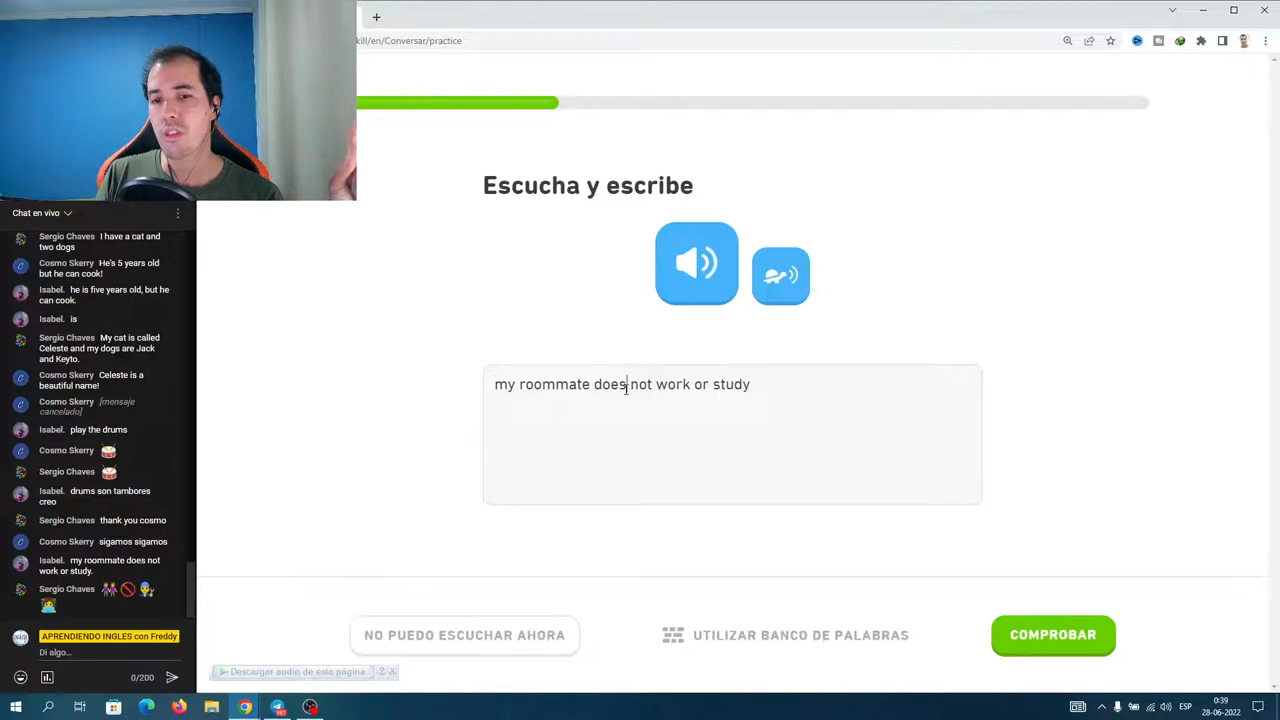 kill/en/Conversar/practice
Chat en vivo
Sergio Chaves I have a cat and
two dogs
Cosmo Skerry He's 5 years old
but he can cook!
Isabel. he is five years old, but he
can cook.
Isabel. is
Sergio Chaves My cat is called
Celeste and my dogs are Jack
and Keyto.
Cosmo Skerry Celeste is a
beautiful name!
Cosmo Skerry [mensaje
cancelado]
Isabel. play the drums
Cosmo Skerry
Sergio Chaves
Isabel. drums son tambores
creo
Sergio Chaves thank you cosmo
Cosmo Skerry sigamos sigamos
Isabel. my roommate does not
work or study.
Sergio Chaves
APRENDIENDO INGLES con Freddy
Di algo...
0/200
Escucha y escribe
my roommate does not work or study
NO PUEDO ESCUCHAR AHORA
UTILIZAR BANCO DE PALABRAS
COMPROBAR
Descargar audio de esta página ? X
ESP
0:39
28-06-2022